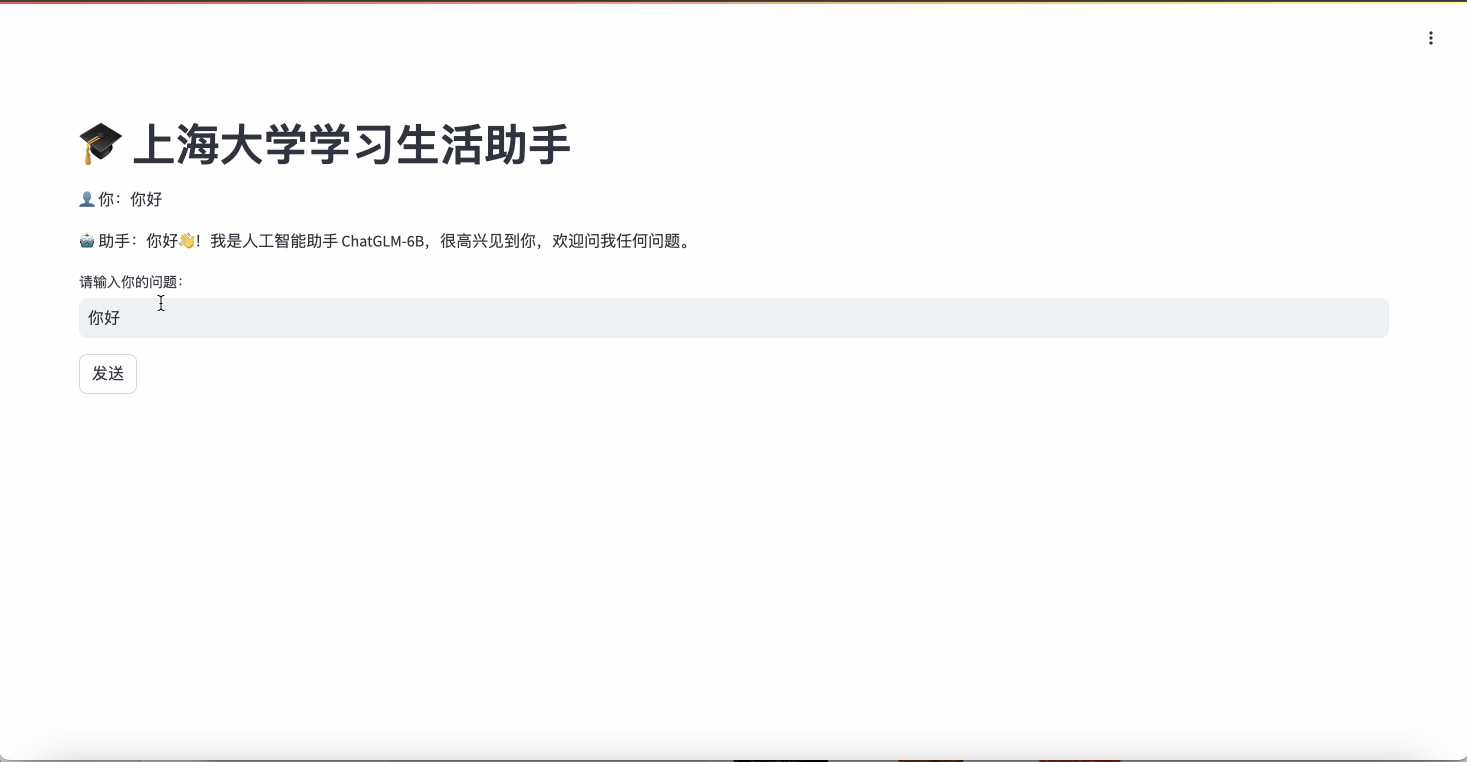 🎓 上海大学学习生活助手
👤 你：你好
🤖 助手：你好👋！我是人工智能助手 ChatGLM-6B，很高兴见到你，欢迎问我任何问题。
请输入你的问题：
你好
发送